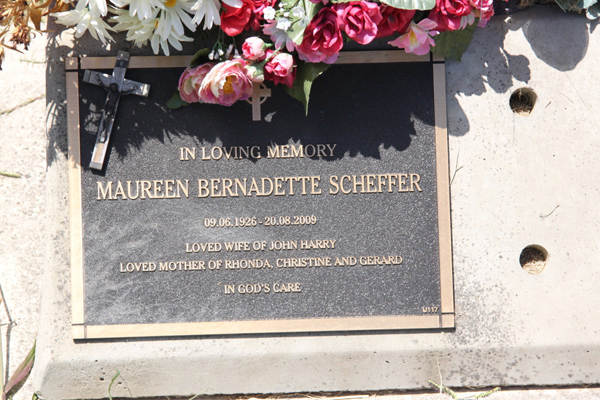 IN LOVING MEMORY
MAUREEN BERNADETTE SCHEFFER
09.06.1926 - 20.08.2009
LOVED WIFE OF JOHN HARRY
LOVED MOTHER OF RHONDA, CHRISTINE AND GERARD
IN GOD'S CARE
U117